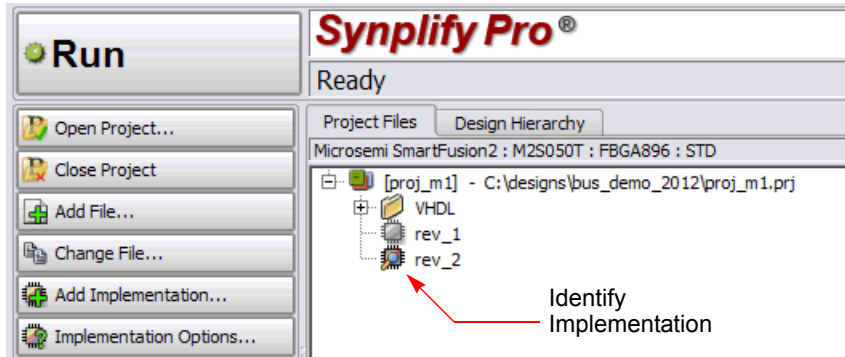 Run
Synplify Pro®
Ready
Open Project...
Close Project
Add File...
Change File...
Add Implementation...
Implementation Options...
Project Files
Design Hierarchy
Microsemi SmartFusion2 : M2S050T : FBGA896 : STD
[proj_m1] - C:\designs\bus_demo_2012\proj_m1.prj
VHDL
rev_1
rev_2
Identify
Implementation